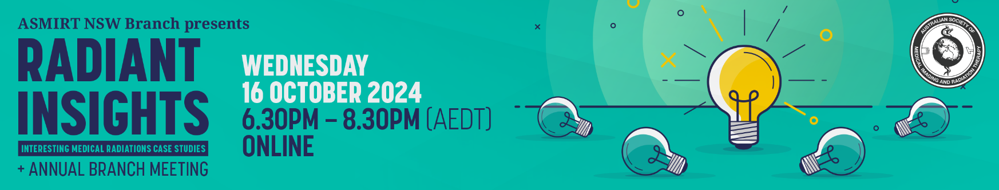 ASMIRT NSW Branch presents
RADIANT
INSIGHTS
INTERESTING MEDICAL RADIATIONS CASE STUDIES
+ ANNUAL BRANCH MEETING
WEDNESDAY
16 OCTOBER 2024
6.30PM – 8.30PM (AEDT)
ONLINE
AUSTRALIAN SOCIETY OF
MEDICAL IMAGING AND RADIATION THERAPY